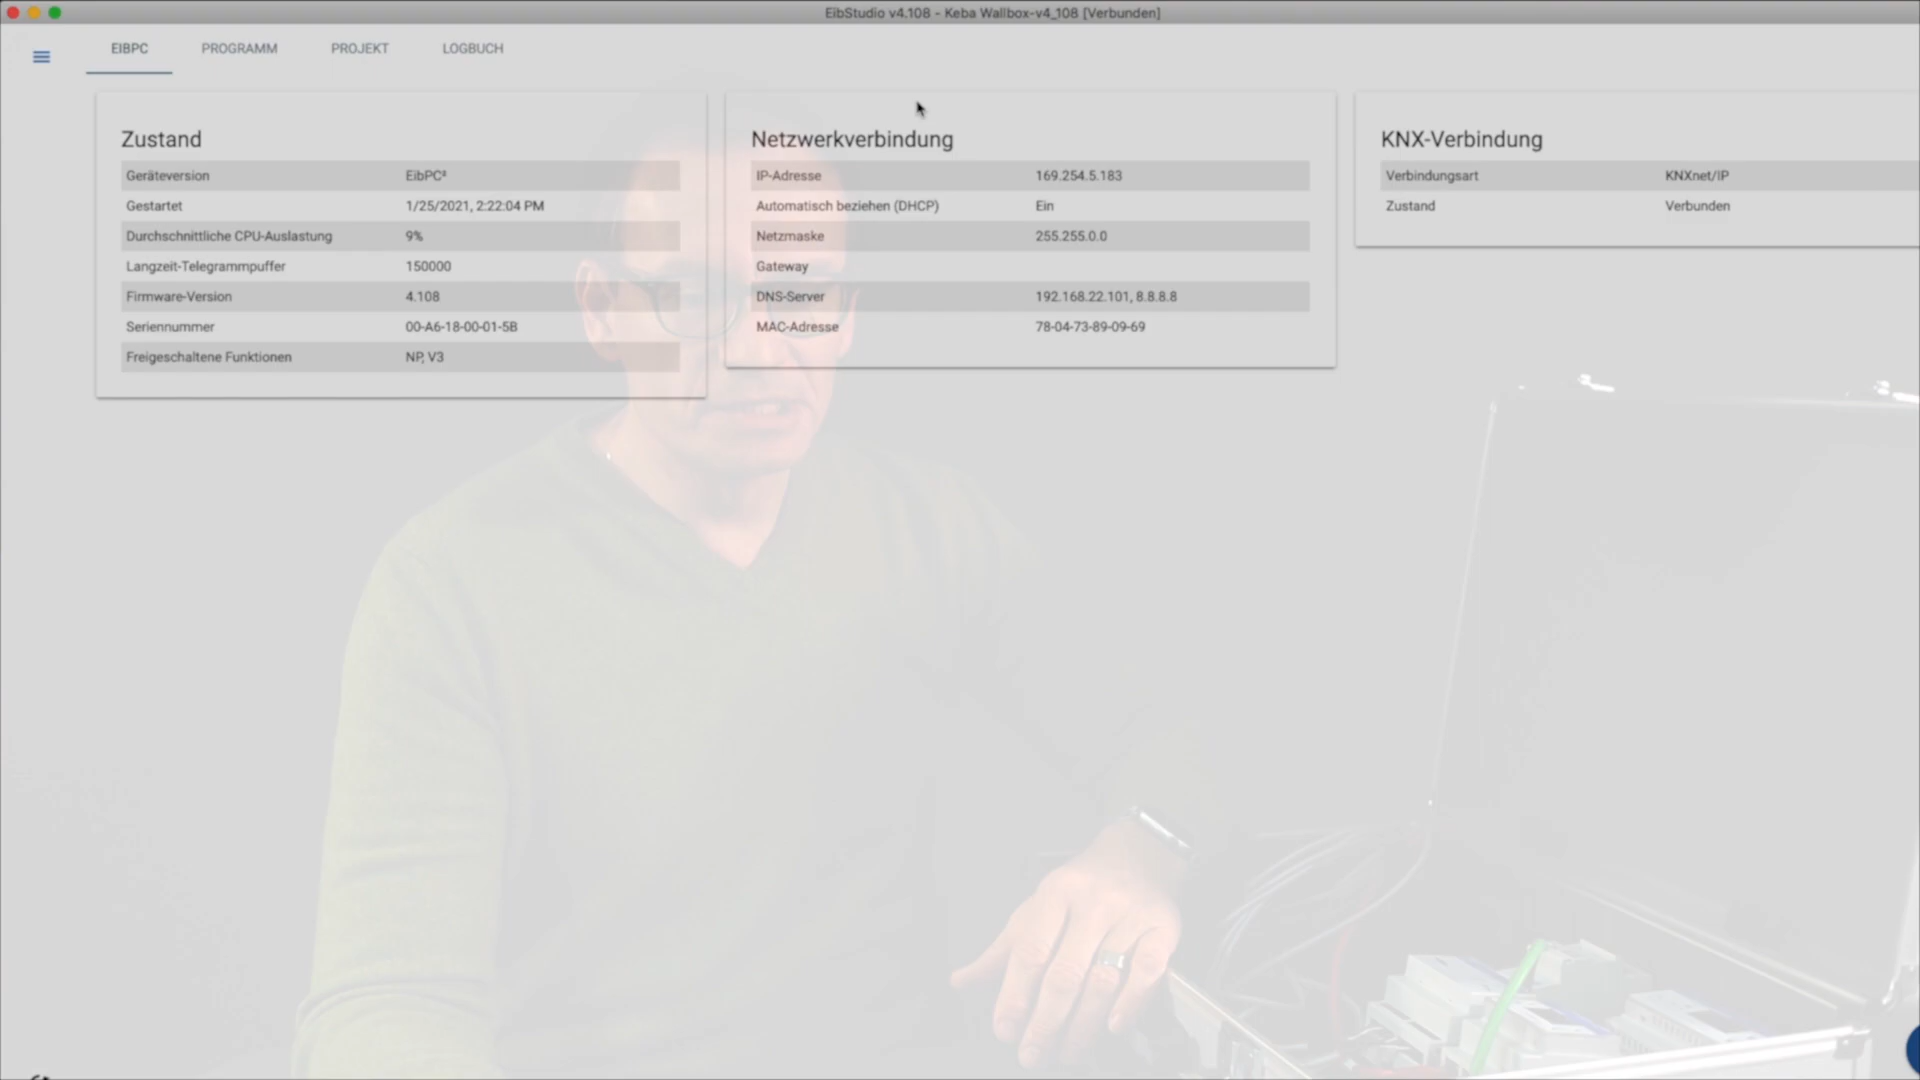 EibStudio v4.108 - Keba Wallbox-v4_108 [Verbunden]
EIBPC PROGRAMM PROJEKT LOGBUCH
Zustand
Geräteversion EibPC²
Gestartet 1/25/2021, 2:22:04 PM
Durchschnittliche CPU-Auslastung 9%
Langzeit-Telegrammpuffer 150000
Firmware-Version 4.108
Seriennummer 00-A6-18-00-01-5B
Freigeschaltene Funktionen NP, V3
Netzwerkverbindung
IP-Adresse 169.254.5.183
Automatisch beziehen (DHCP) Ein
Netzmaske 255.255.0.0
Gateway
DNS-Server 192.168.22.101, 8.8.8.8
MAC-Adresse 78-04-73-89-09-69
KNX-Verbindung
Verbindungsart KNXnet/IP
Zustand Verbunden